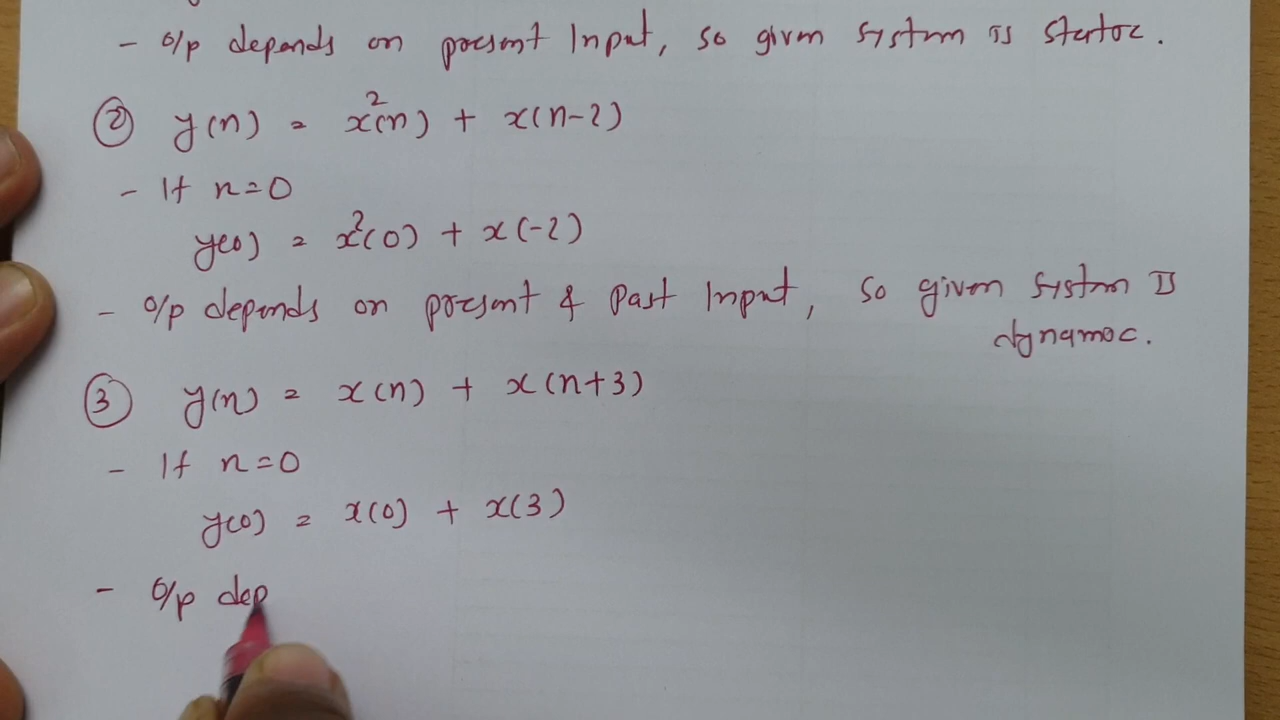 - O/p depends on present Input, so given system is static.
② y(n) = x²(n) + x(n-2)
- If n=0
y(0) = x²(0) + x(-2)
- O/p depends on present & Past Input, so given system is
dynamic.
③ y(n) = x(n) + x(n+3)
- If n=0
y(0) = x(0) + x(3)
- O/p dep